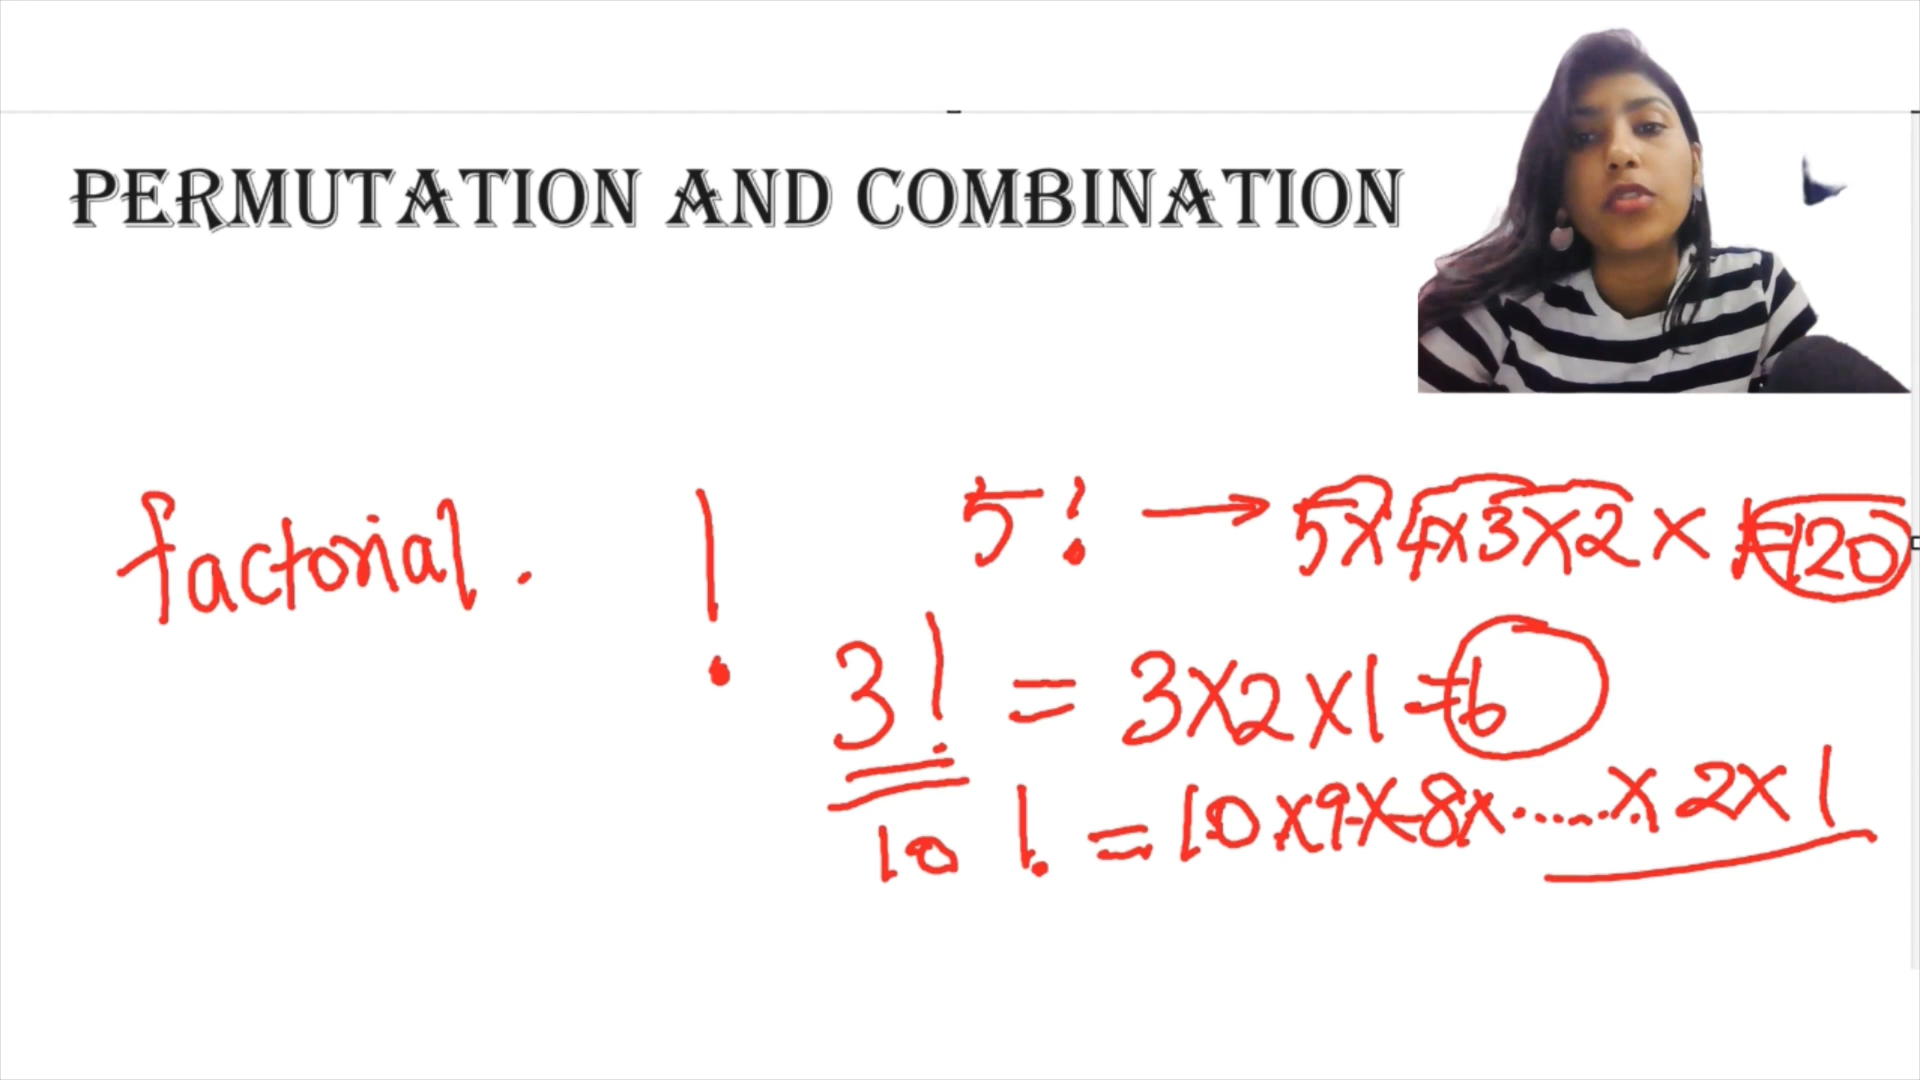 PERMUTATION AND COMBINATION
factorial. ! 5! → 5×4×3×2×1=120
3! = 3×2×1=6
10! = 10×9×8×......×2×1